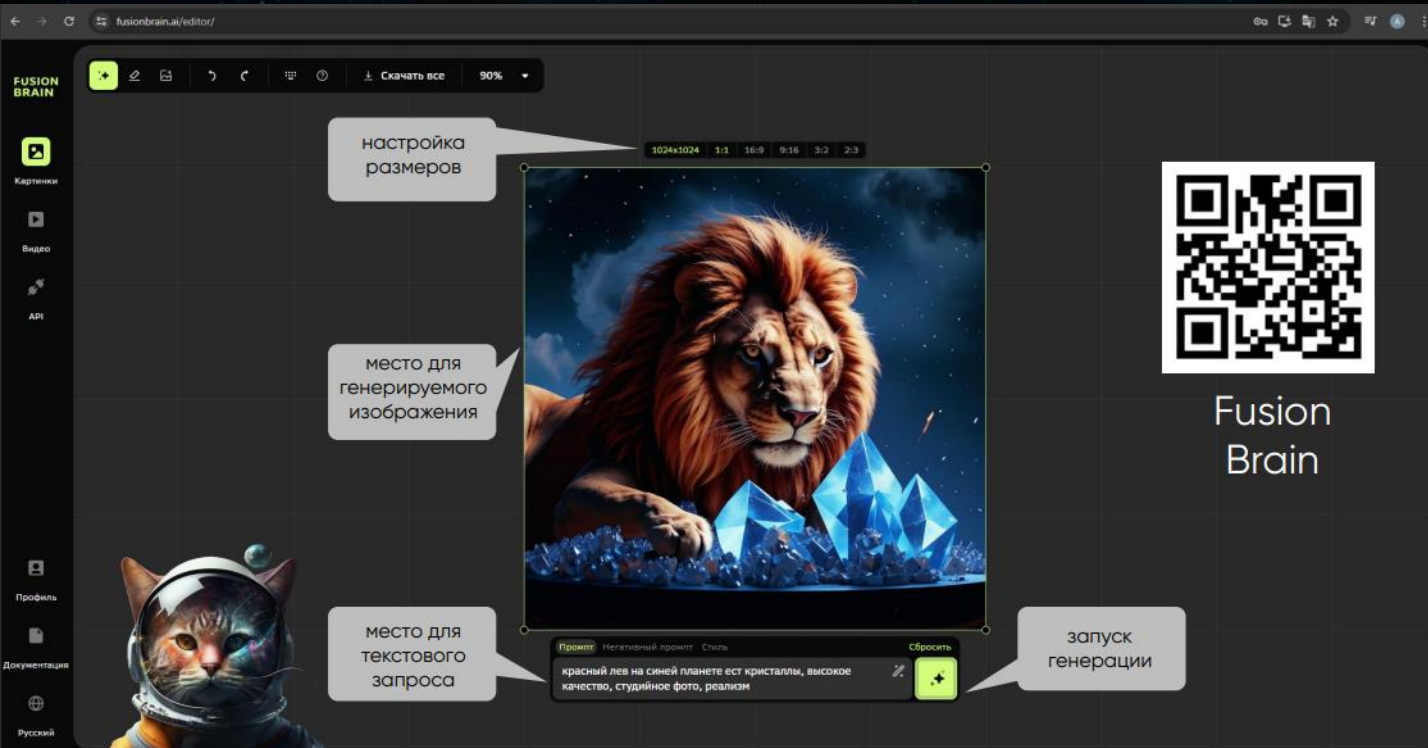 fusionbrain.ai/editor/
A
FUSION
BRAIN
Скачать все
90%
Картинки
Видео
API
настройка
размеров
1024x1024 1:1 16:9 9:16 3:2 2:3
место для
генерируемого
изображения
Fusion
Brain
Профиль
Документация
Русский
место для
текстового
запроса
Промпт Негативный промпт Стиль Сбросить
красный лев на синей планете ест кристаллы, высокое
качество, студийное фото, реализм
запуск
генерации